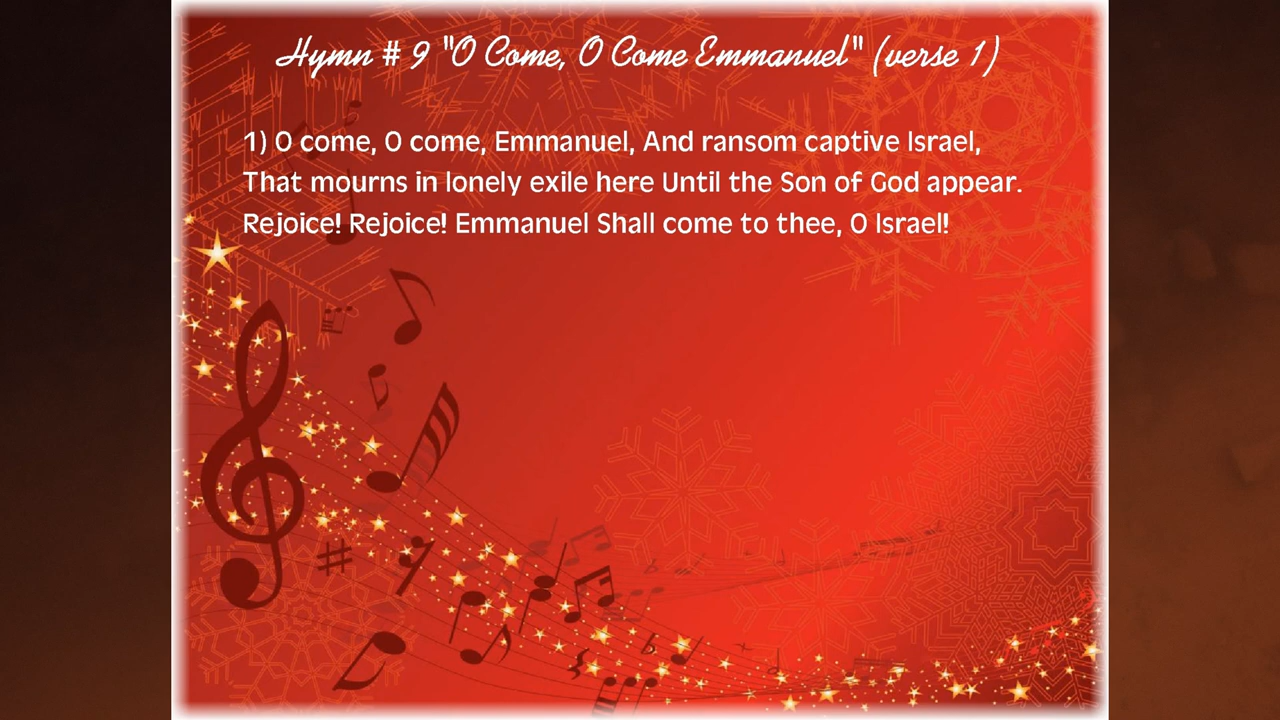 Hymn # 9 "O Come, O Come Emmanuel" (verse 1)
1) O come, O come, Emmanuel, And ransom captive Israel,
That mourns in lonely exile here Until the Son of God appear.
Rejoice! Rejoice! Emmanuel Shall come to thee, O Israel!